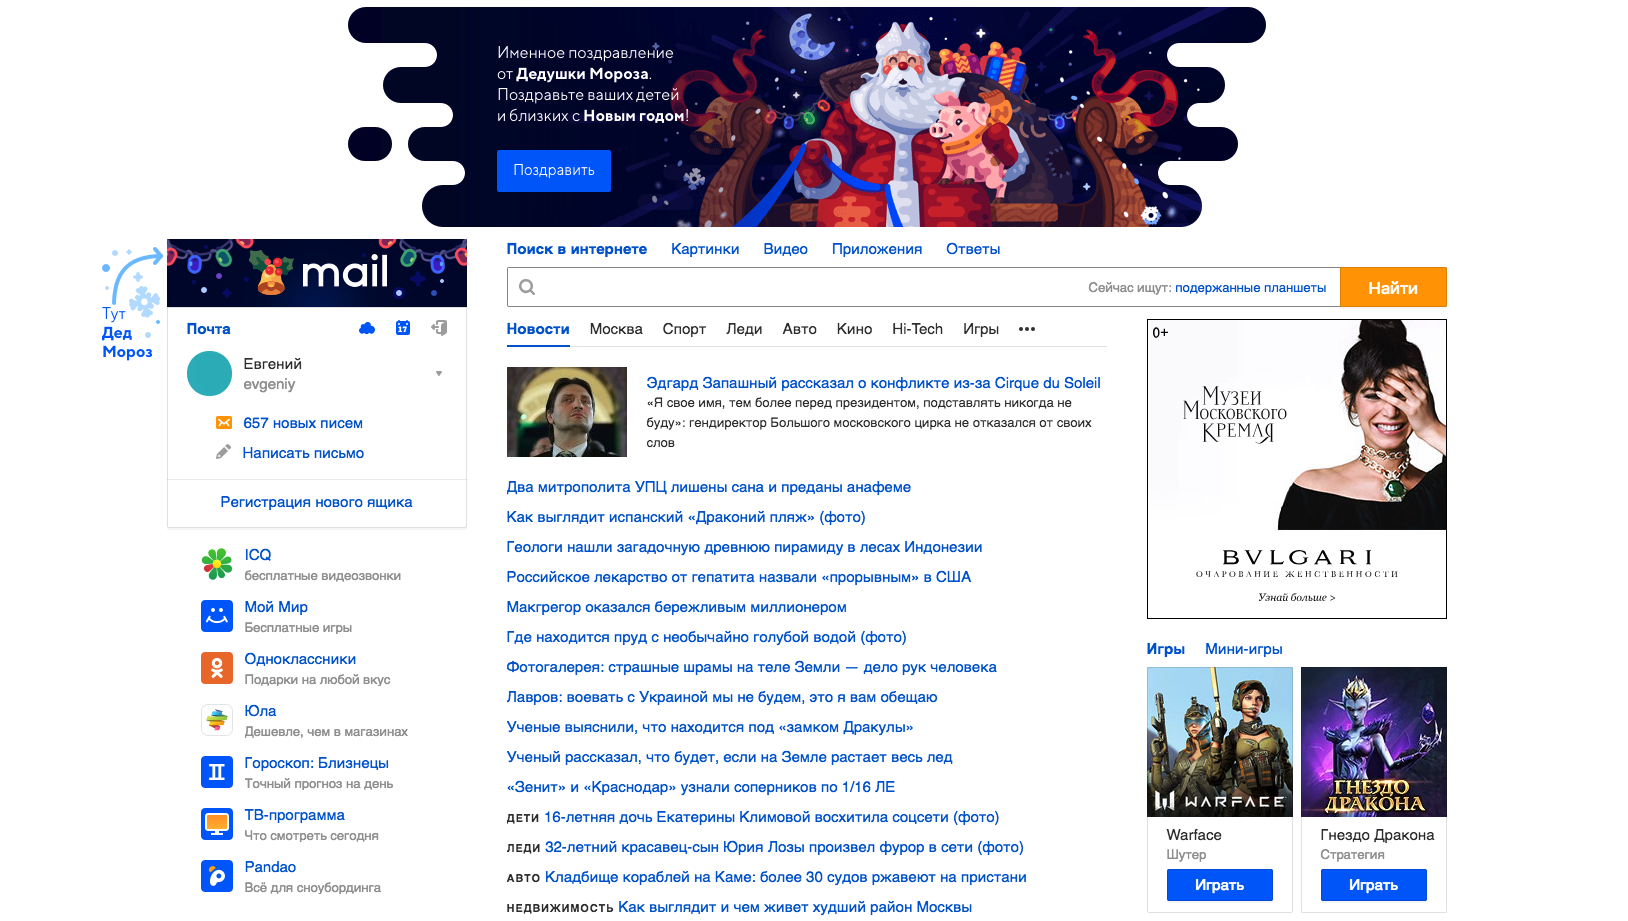 Именное поздравление
от Дедушки Мороза.
Поздравьте ваших детей
и близких с Новым годом!
Поздравить
Тут
Дед
Мороз
mail
Почта
17
Евгений
evgeniy
657 новых писем
Написать письмо
Регистрация нового ящика
ICQ
бесплатные видеозвонки
Мой Мир
Бесплатные игры
Одноклассники
Подарки на любой вкус
Юла
Дешевле, чем в магазинах
Гороскоп: Близнецы
Точный прогноз на день
ТВ-программа
Что смотреть сегодня
Pandao
Всё для сноубординга
Поиск в интернете Картинки Видео Приложения Ответы
Сейчас ищут: подержанные планшеты Найти
Новости Москва Спорт Леди Авто Кино Hi-Tech Игры •••
Эдгард Запашный рассказал о конфликте из-за Cirque du Soleil
«Я свое имя, тем более перед президентом, подставлять никогда не
буду»: гендиректор Большого московского цирка не отказался от своих
слов
Два митрополита УПЦ лишены сана и преданы анафеме
Как выглядит испанский «Драконий пляж» (фото)
Геологи нашли загадочную древнюю пирамиду в лесах Индонезии
Российское лекарство от гепатита назвали «прорывным» в США
Макгрегор оказался бережливым миллионером
Где находится пруд с необычайно голубой водой (фото)
Фотогалерея: страшные шрамы на теле Земли — дело рук человека
Лавров: воевать с Украиной мы не будем, это я вам обещаю
Ученые выяснили, что находится под «замком Дракулы»
Ученый рассказал, что будет, если на Земле растает весь лед
«Зенит» и «Краснодар» узнали соперников по 1/16 ЛЕ
ДЕТИ 16-летняя дочь Екатерины Климовой восхитила соцсети (фото)
ЛЕДИ 32-летний красавец-сын Юрия Лозы произвел фурор в сети (фото)
АВТО Кладбище кораблей на Каме: более 30 судов ржавеют на пристани
НЕДВИЖИМОСТЬ Как выглядит и чем живет худший район Москвы
0+
Музеи
Московского
Кремля
BVLGARI
ОЧАРОВАНИЕ ЖЕНСТВЕННОСТИ
Узнай больше >
Игры Мини-игры
WARFACE
Warface
Шутер
Играть
ГНЕЗДО
ДРАКОНА
Гнездо Дракона
Стратегия
Играть